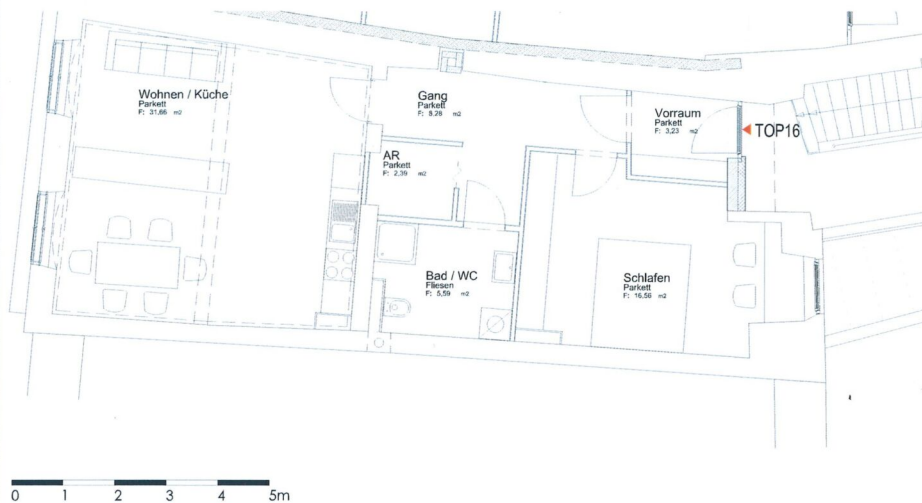 Wohnen / Küche
Parkett
F: 31,66 m2
Gang
Parkett
F: 8,28 m2
Vorraum
Parkett
F: 3,23 m2
TOP16
AR
Parkett
F: 2,39 m2
Bad / WC
Fliesen
F: 5,59 m2
Schlafen
Parkett
F: 16,56 m2
0 1 2 3 4 5m